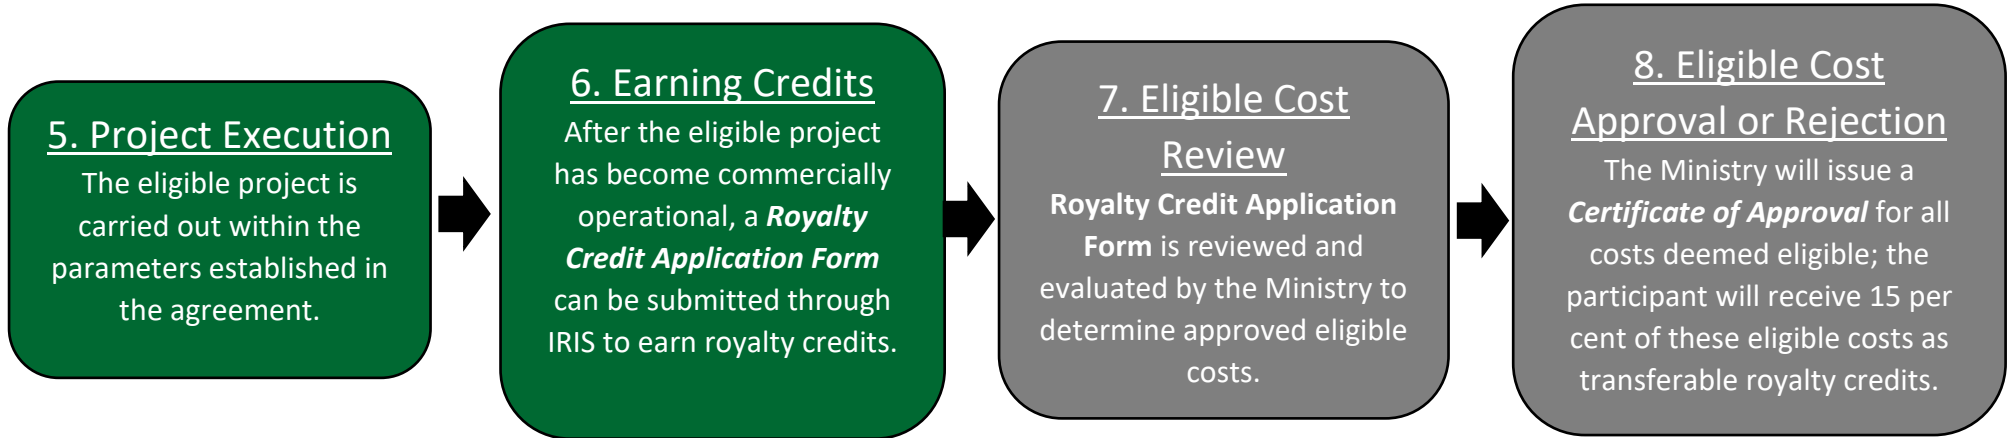 5. Project Execution
The eligible project is
carried out within the
parameters established in
the agreement.
6. Earning Credits
After the eligible project
has become commercially
operational, a Royalty
Credit Application Form
can be submitted through
IRIS to earn royalty credits.
7. Eligible Cost
Review
Royalty Credit Application
Form is reviewed and
evaluated by the Ministry to
determine approved eligible
costs.
8. Eligible Cost
Approval or Rejection
The Ministry will issue a
Certificate of Approval for all
costs deemed eligible; the
participant will receive 15 per
cent of these eligible costs as
transferable royalty credits.